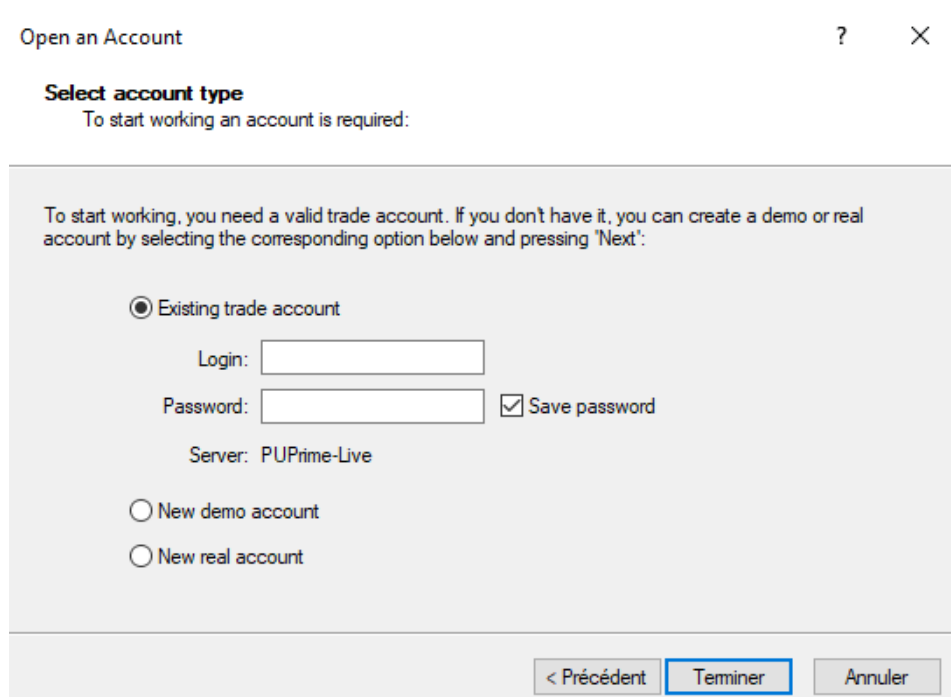 Open an Account
?
Select account type
To start working an account is required:
To start working, you need a valid trade account. If you don't have it, you can create a demo or real
account by selecting the corresponding option below and pressing 'Next':
Existing trade account
Login:
Password:
Save password
Server: PUPrime-Live
New demo account
New real account
< Précédent
Terminer
Annuler